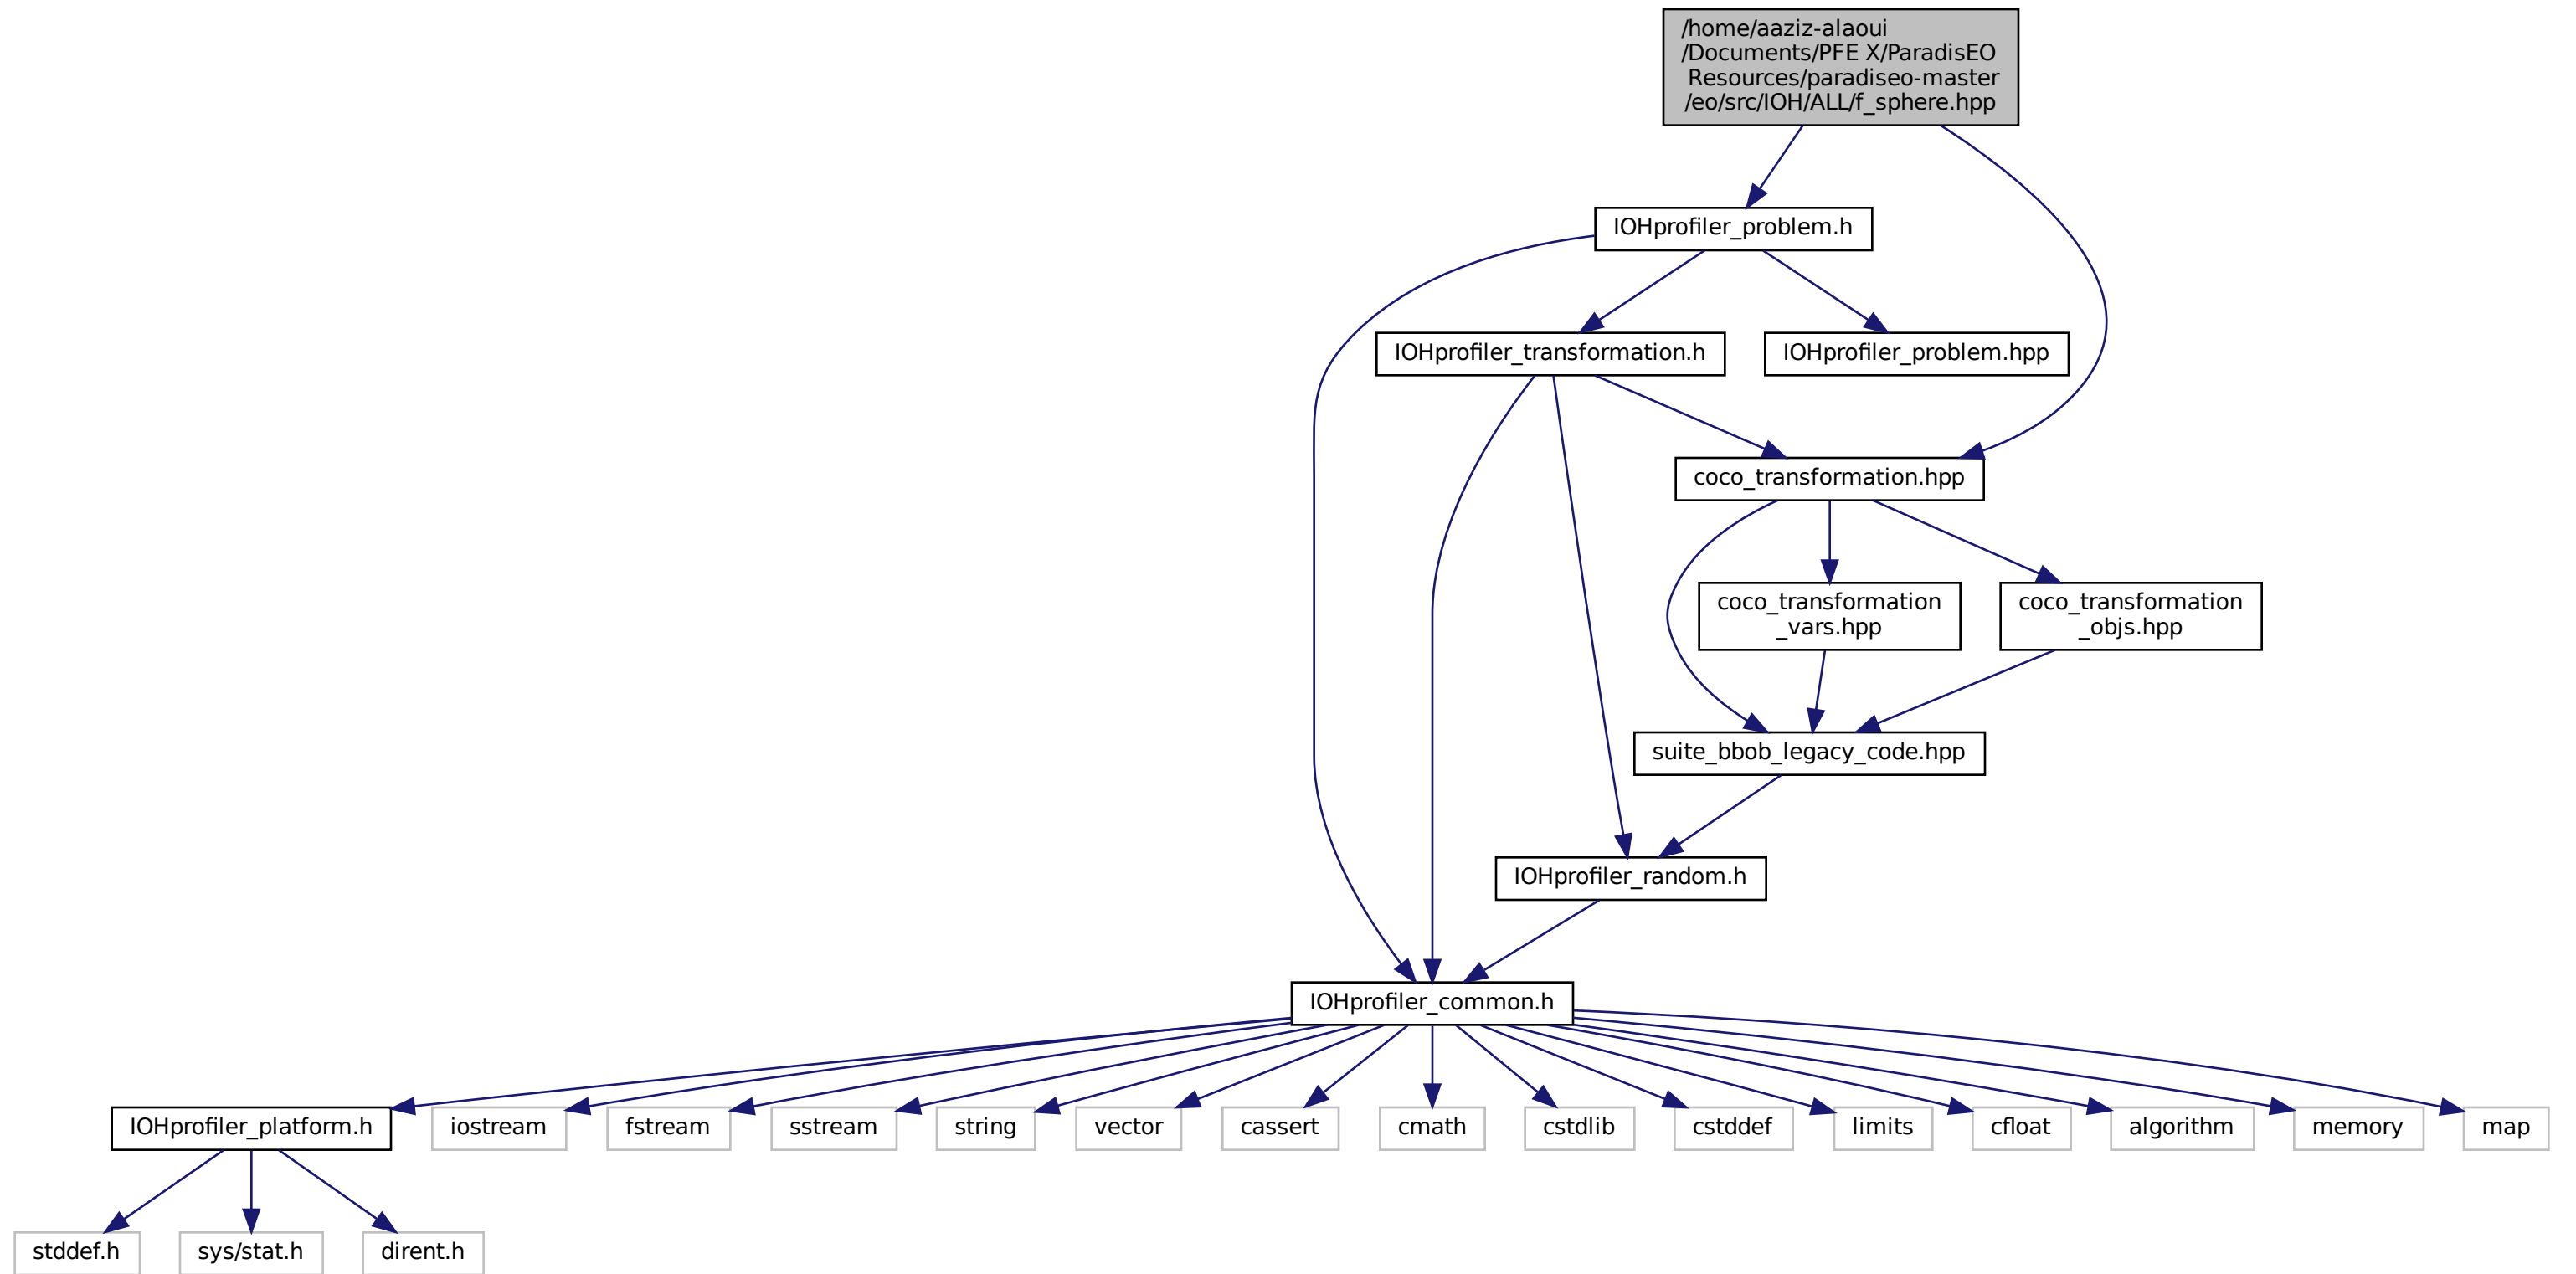 /home/aaziz-alaoui
/Documents/PFE X/ParadisEO
Resources/paradiseo-master
/eo/src/IOH/ALL/f_sphere.hpp
IOHprofiler_problem.h
IOHprofiler_transformation.h
IOHprofiler_problem.hpp
coco_transformation.hpp
coco_transformation
_vars.hpp
coco_transformation
_objs.hpp
suite_bbob_legacy_code.hpp
IOHprofiler_random.h
IOHprofiler_common.h
IOHprofiler_platform.h
iostream
fstream
sstream
string
vector
cassert
cmath
cstdlib
cstddef
limits
cfloat
algorithm
memory
map
stddef.h
sys/stat.h
dirent.h